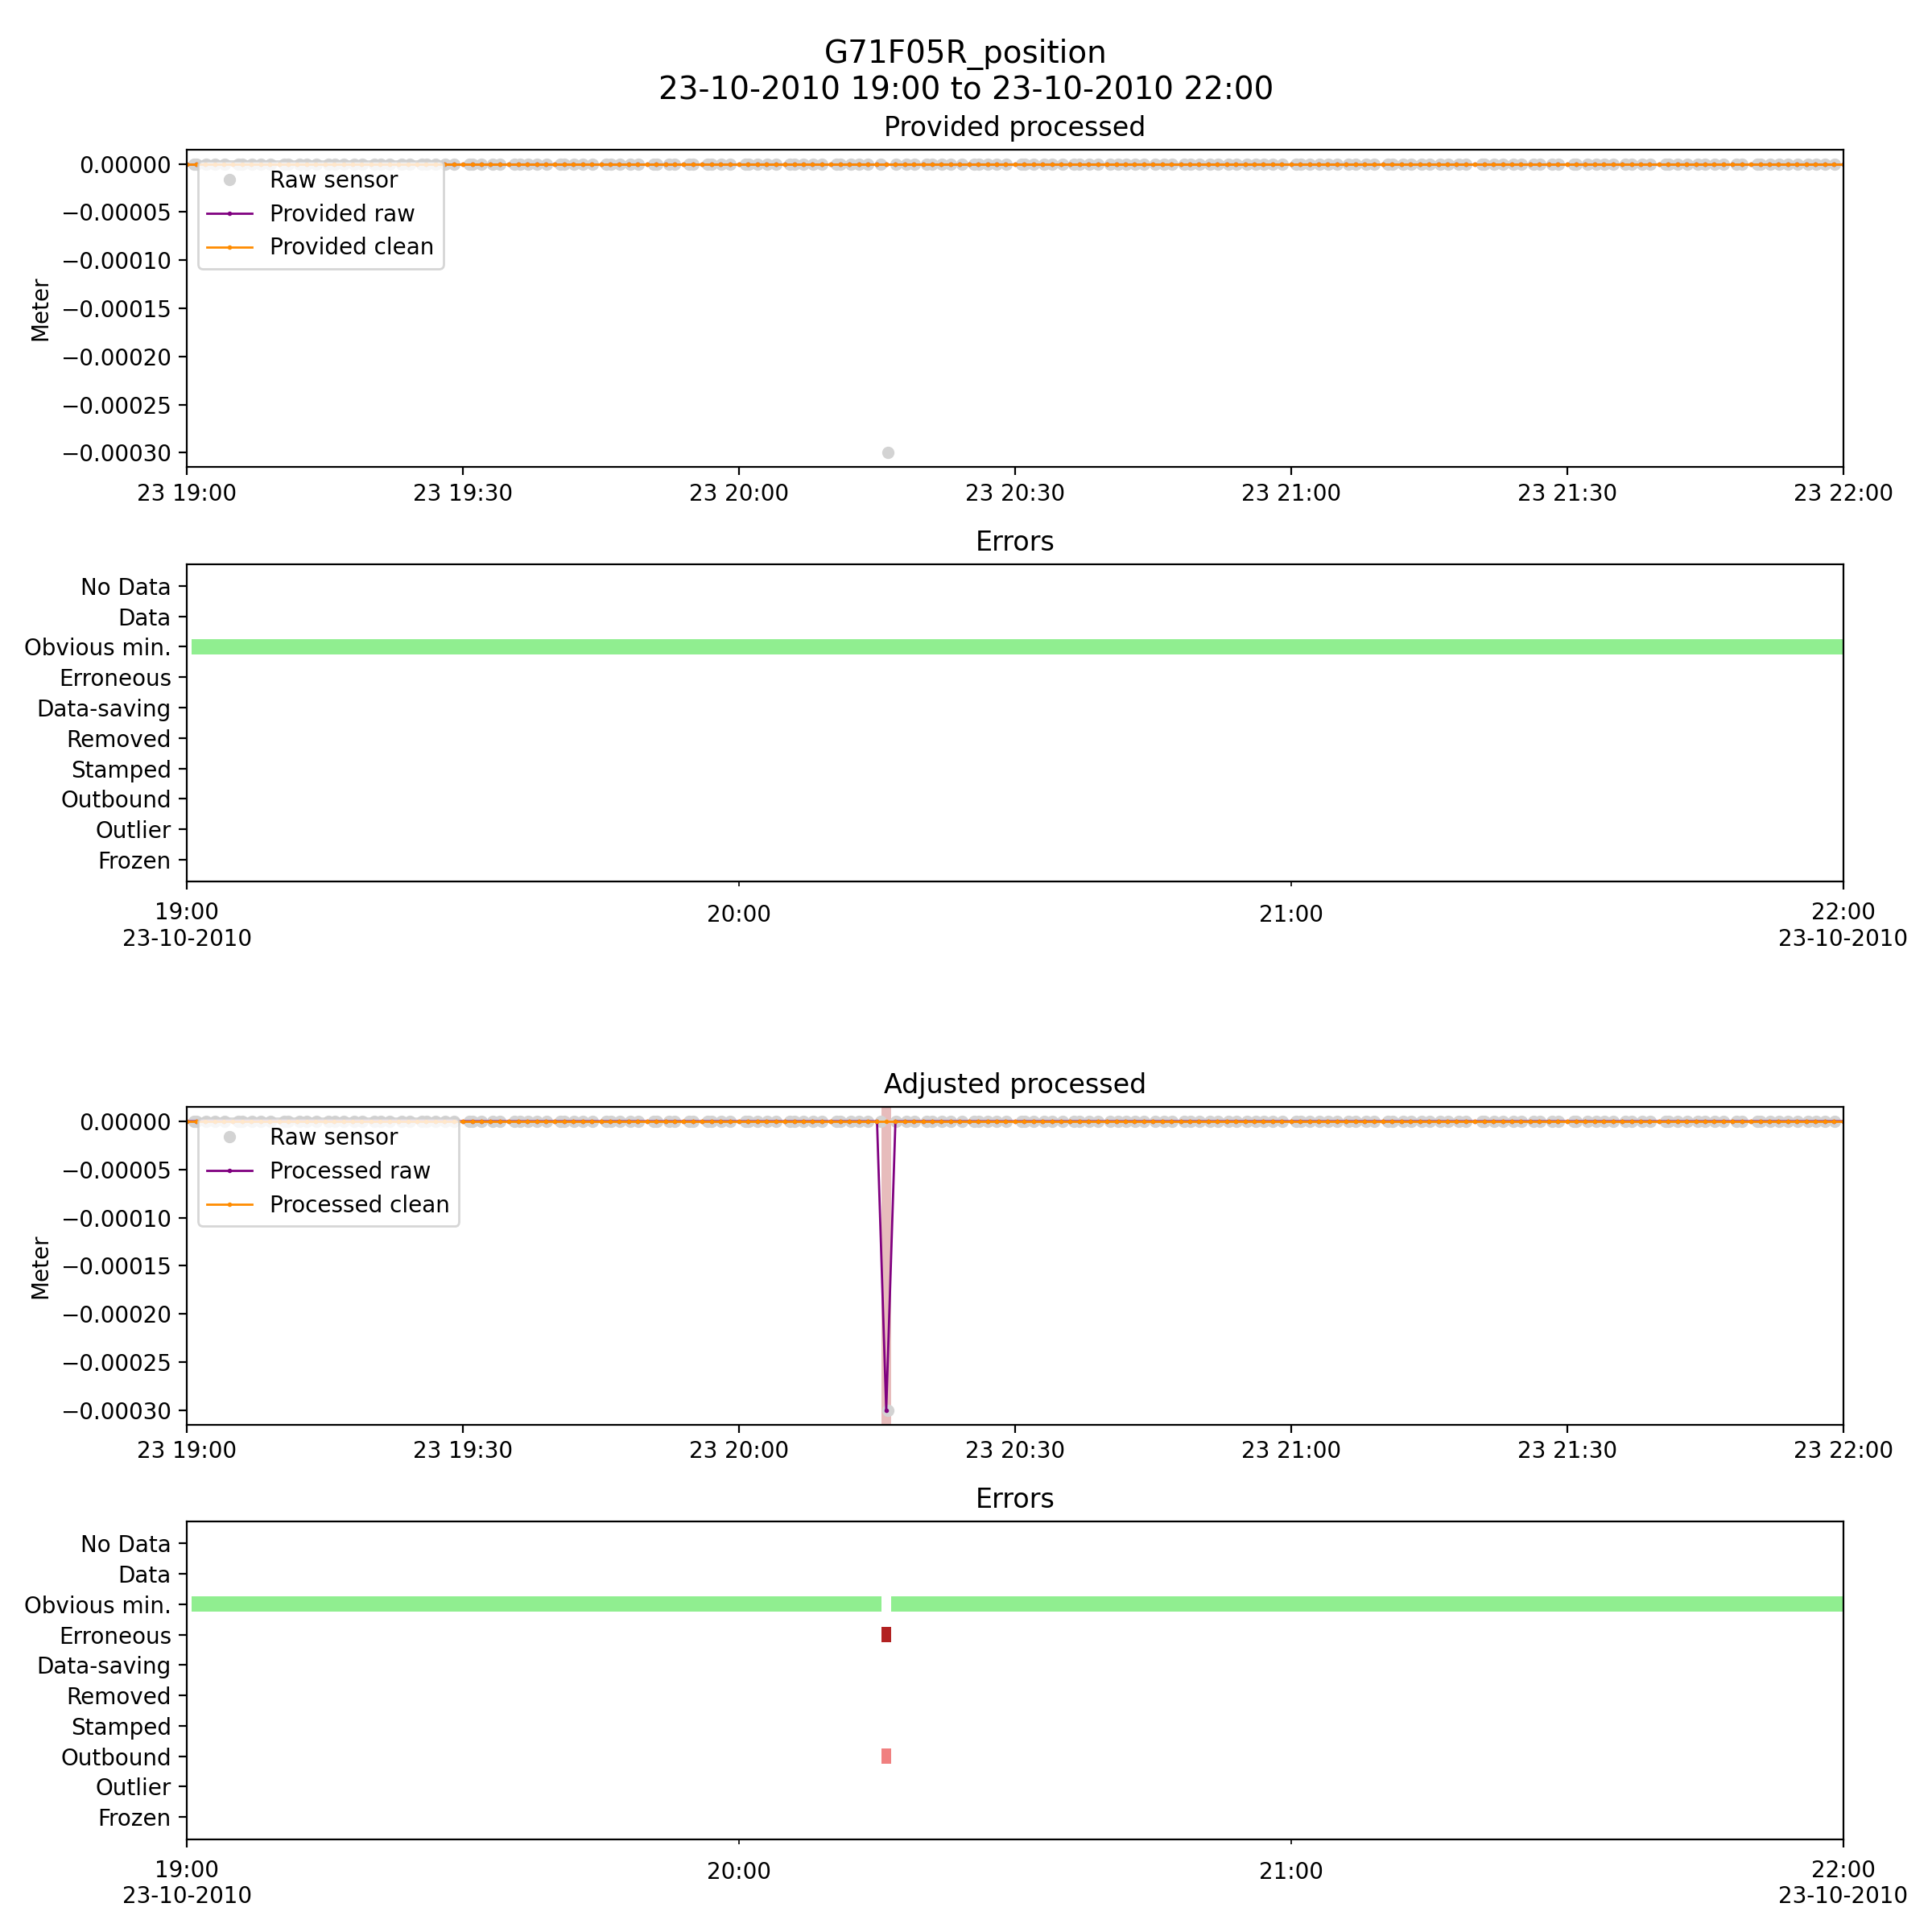 G71F05R_position
23-10-2010 19:00 to 23-10-2010 22:00
Provided processed
Meter
0.00000
−0.00005
−0.00010
−0.00015
−0.00020
−0.00025
−0.00030
Raw sensor
Provided raw
Provided clean
23 19:00 23 19:30 23 20:00 23 20:30 23 21:00 23 21:30 23 22:00
Errors
No Data
Data
Obvious min.
Erroneous
Data-saving
Removed
Stamped
Outbound
Outlier
Frozen
19:00 20:00 21:00 22:00
23-10-2010 23-10-2010
Adjusted processed
Meter
0.00000
−0.00005
−0.00010
−0.00015
−0.00020
−0.00025
−0.00030
Raw sensor
Processed raw
Processed clean
23 19:00 23 19:30 23 20:00 23 20:30 23 21:00 23 21:30 23 22:00
Errors
No Data
Data
Obvious min.
Erroneous
Data-saving
Removed
Stamped
Outbound
Outlier
Frozen
19:00 20:00 21:00 22:00
23-10-2010 23-10-2010